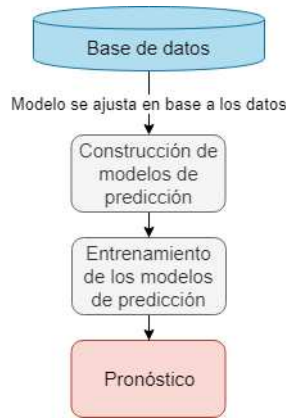 Base de datos
Modelo se ajusta en base a los datos
Construcción de
modelos de
predicción
Entrenamiento
de los modelos
de predicción
Pronóstico